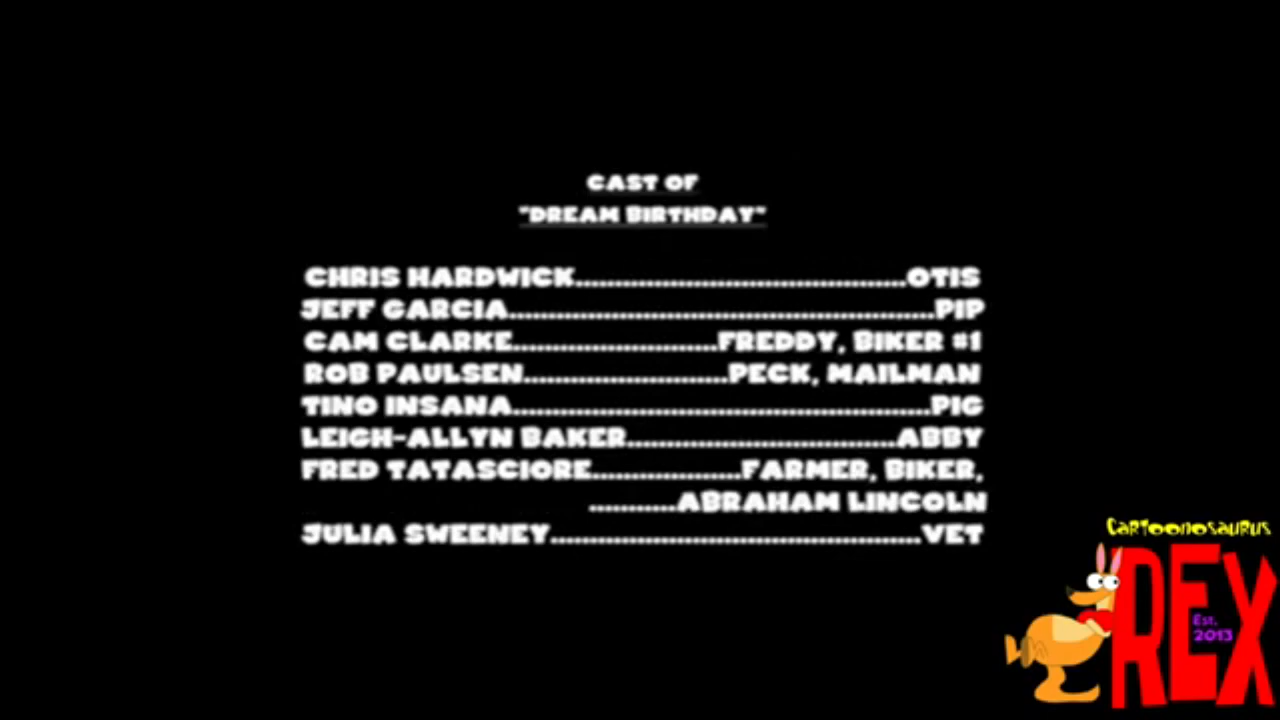 CAST OF
"DREAM BIRTHDAY"
CHRIS HARDWICK..........................................OTIS
JEFF GARCIA......................................................PIP
CAM CLARKE..........................FREDDY, BIKER #1
ROB PAULSEN..........................PECK, MAILMAN
TINO INSANA.....................................................PIG
LEIGH-ALLYN BAKER..................................ABBY
FRED TATASCIORE...................FARMER, BIKER,
...........ABRAHAM LINCOLN
JULIA SWEENEY...............................................VET
CARTOONOSAURUS
REX
Est.
2013